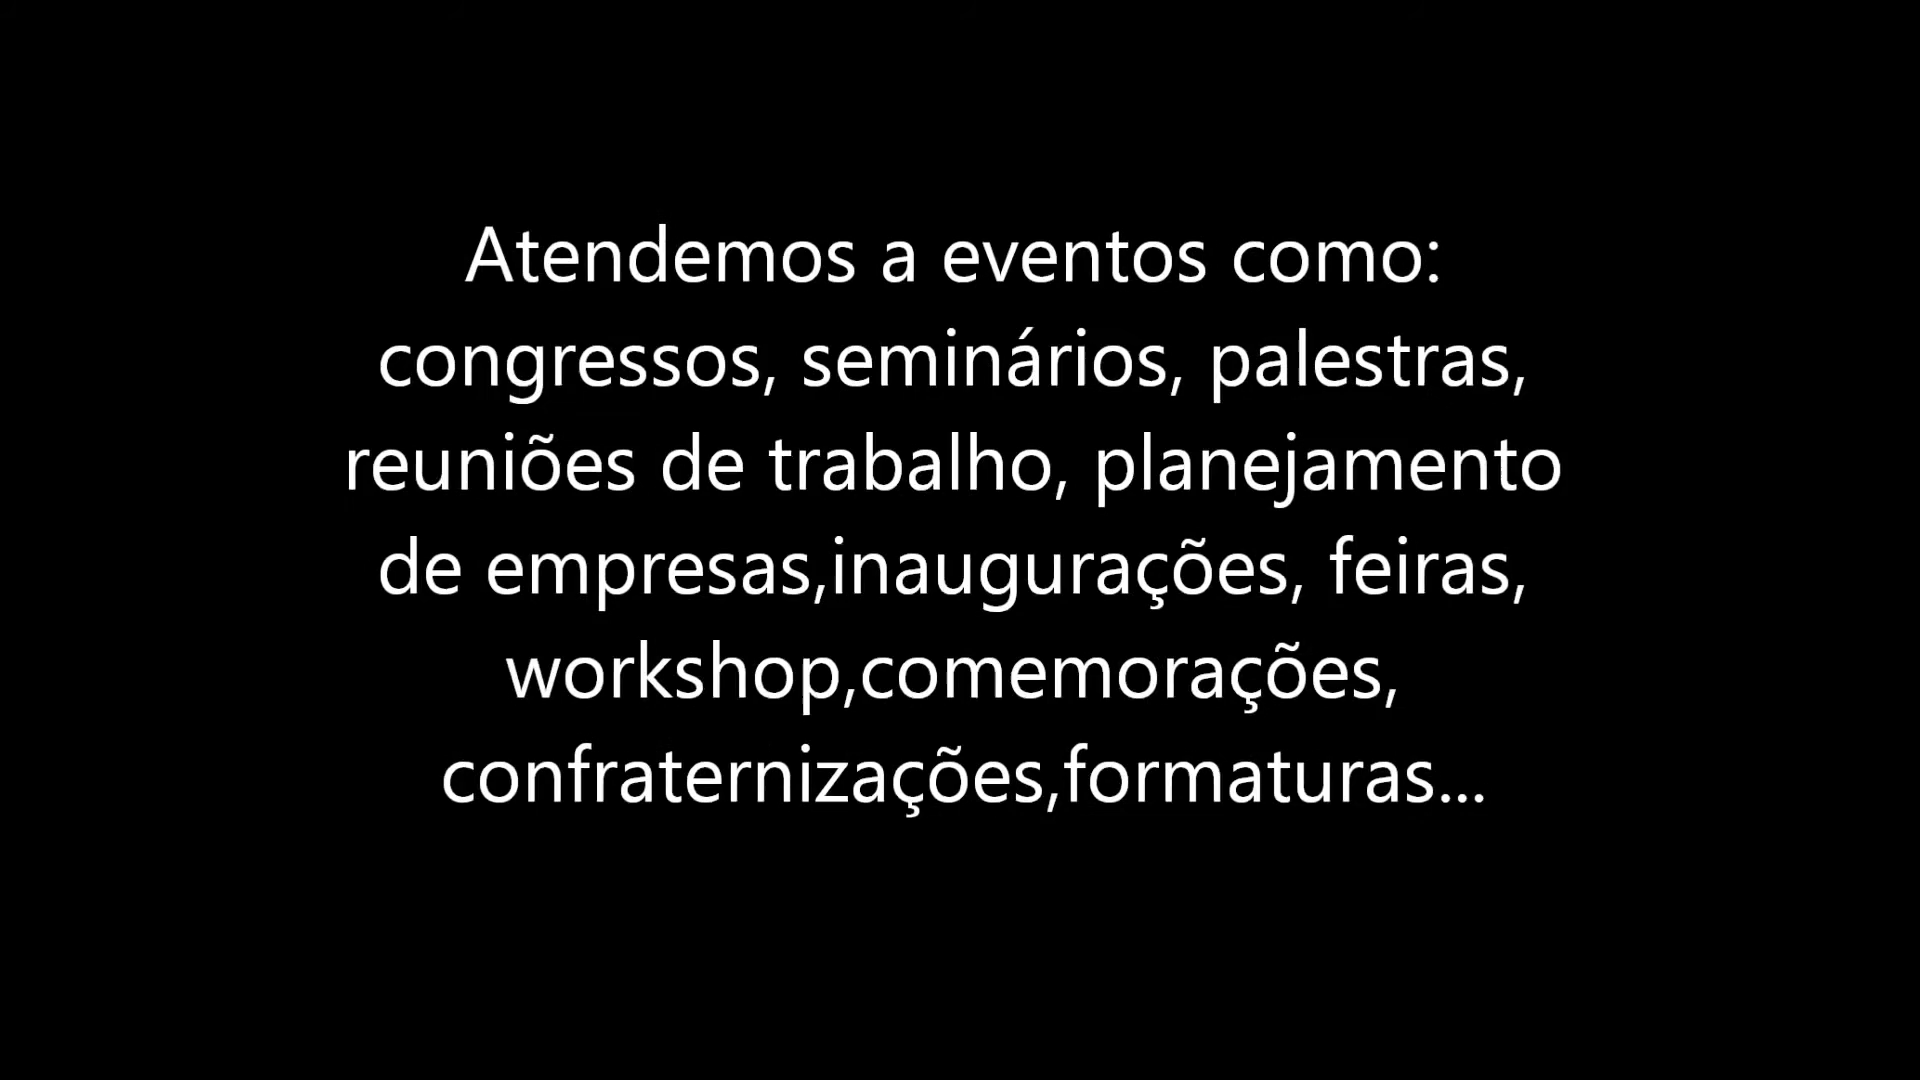 Atendemos a eventos como:
congressos, seminários, palestras,
reuniões de trabalho, planejamento
de empresas,inaugurações, feiras,
workshop,comemorações,
confraternizações,formaturas...